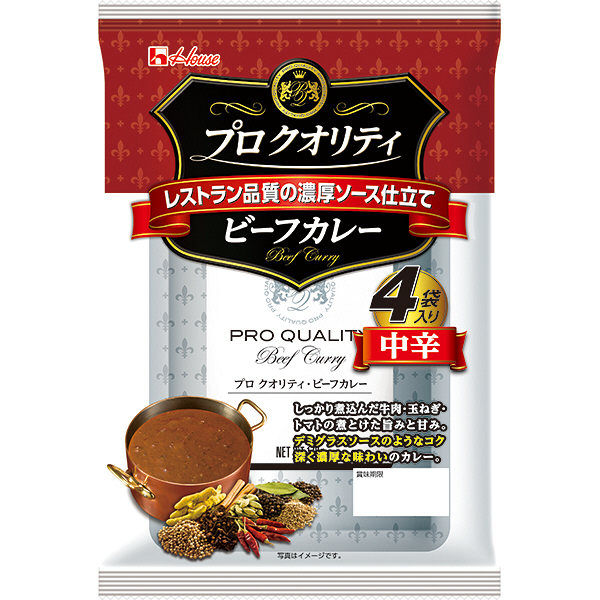 House
プロ クオリティ
レストラン品質の濃厚ソース仕立て
ビーフカレー
Beef Curry
4袋入り
中辛
PRO QUALITY
Beef Curry
プロ クオリティ・ビーフカレー
しっかり煮込んだ牛肉・玉ねぎ・
トマトの煮とけた旨みと甘み。
デミグラスソースのようなコク
深く濃厚な味わいのカレー。
NET
賞味期限
写真はイメージです。